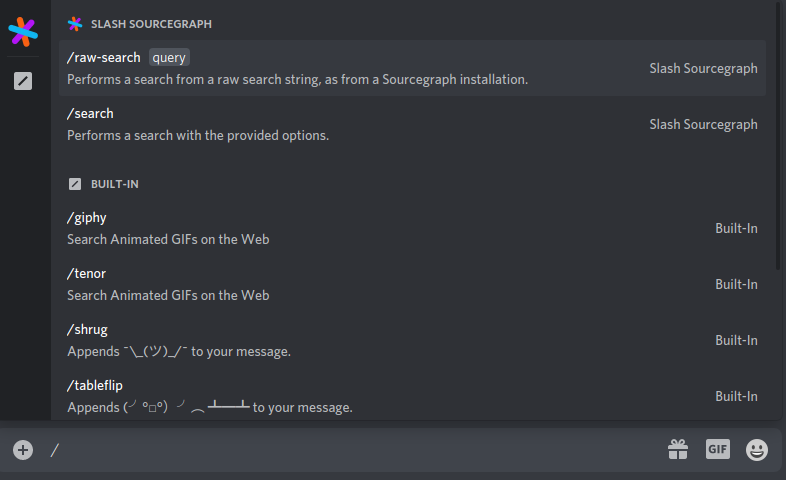 SLASH SOURCEGRAPH
/raw-search query
Performs a search from a raw search string, as from a Sourcegraph installation.
Slash Sourcegraph
/search
Performs a search with the provided options.
Slash Sourcegraph
BUILT-IN
/giphy
Search Animated GIFs on the Web
Built-In
/tenor
Search Animated GIFs on the Web
Built-In
/shrug
Appends ¯\_(ツ)_/¯ to your message.
Built-In
/tableflip
Appends (╯°□°)╯︵ ┻━┻ to your message.
Built-In
/
GIF